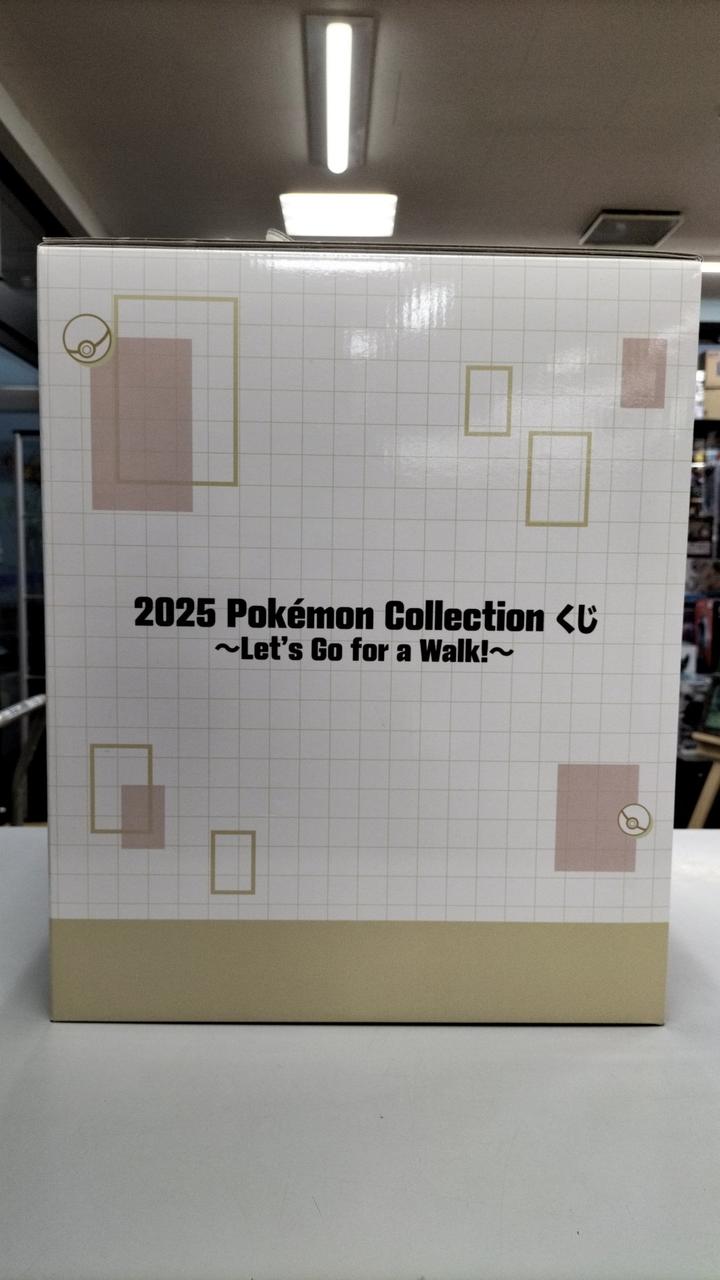 2025 Pokémon Collection くじ
～Let's Go for a Walk!～